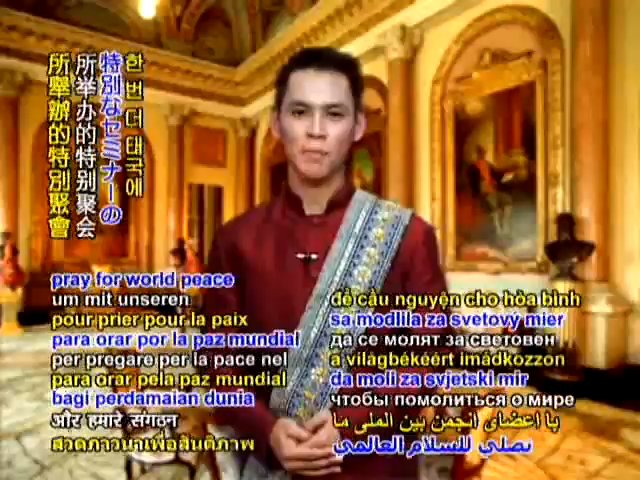 한 번 더 태국에
特別なセミナーの
所举办的特别聚会
所舉辦的特別聚會
pray for world peace
um mit unseren
pour prier pour la paix
para orar por la paz mundial
per pregare per la pace nel
para orar pela paz mundial
bagi perdamaian dunia
और हमारे संगठन
สวดภาวนาเพื่อสันติภาพ
để cầu nguyện cho hòa bình
sa modlila za svetový mier
да се молят за световен
a világbékéért imádkozzon
da moli za svjetski mir
чтобы помолиться о мире
با اعضای انجمن بین المللی ما
نصلي للسلام العالمي